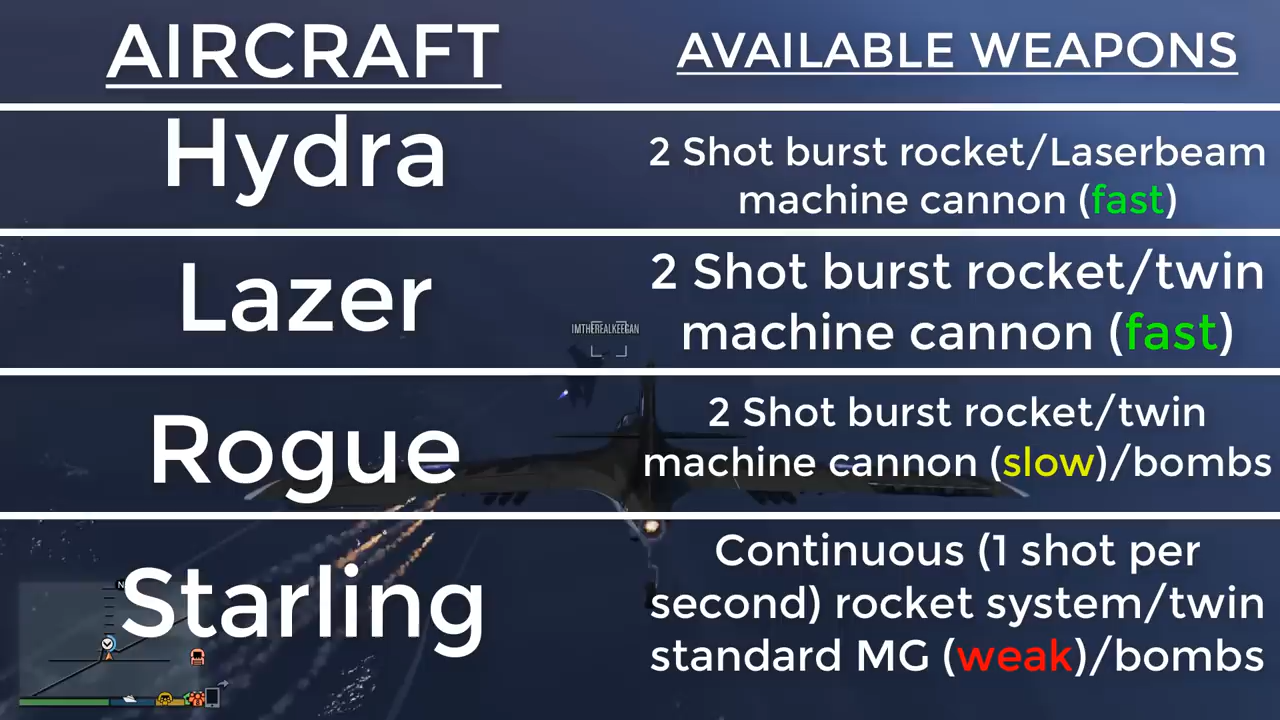 AIRCRAFT
AVAILABLE WEAPONS
Hydra
2 Shot burst rocket/Laserbeam
machine cannon (fast)
Lazer
2 Shot burst rocket/twin
machine cannon (fast)
IMTHEREALKEEGAN
Rogue
2 Shot burst rocket/twin
machine cannon (slow)/bombs
Starling
Continuous (1 shot per
second) rocket system/twin
standard MG (weak)/bombs
N